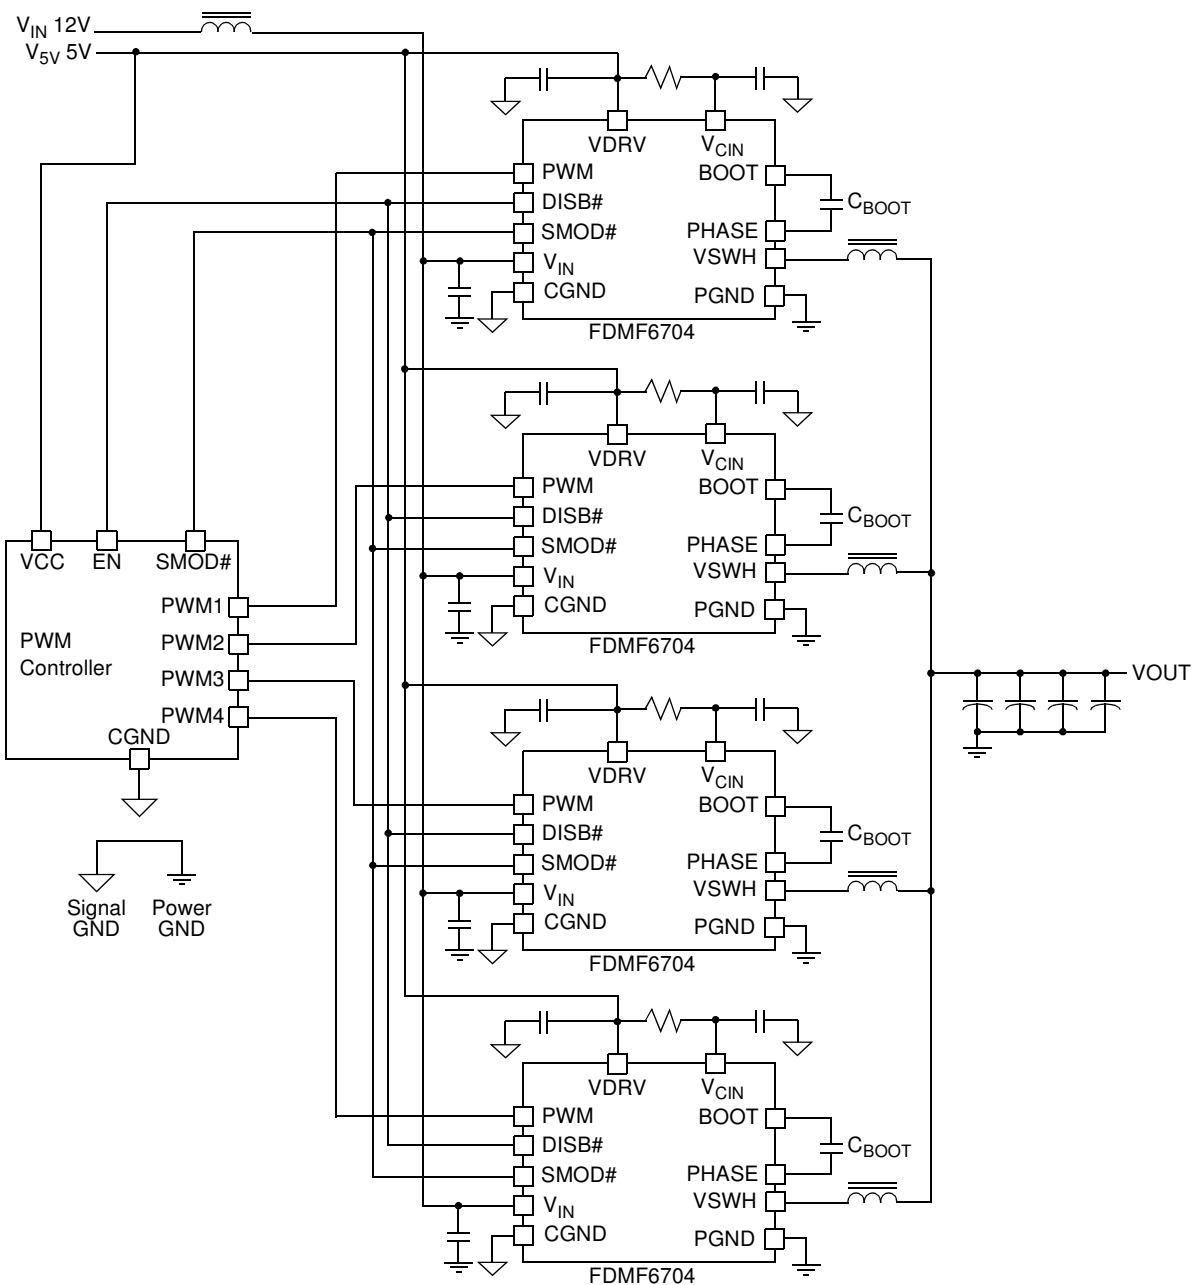 V_IN 12V
V_5V 5V
VDRV
V_CIN
PWM
BOOT
DISB#
C_BOOT
SMOD#
PHASE
V_IN
VSWH
CGND
PGND
FDMF6704
VDRV
V_CIN
PWM
BOOT
DISB#
C_BOOT
SMOD#
PHASE
V_IN
VSWH
CGND
PGND
FDMF6704
VCC
EN
SMOD#
PWM1
PWM
Controller
PWM2
PWM3
PWM4
CGND
Signal
GND
Power
GND
VOUT
VDRV
V_CIN
PWM
BOOT
DISB#
C_BOOT
SMOD#
PHASE
V_IN
VSWH
CGND
PGND
FDMF6704
VDRV
V_CIN
PWM
BOOT
DISB#
C_BOOT
SMOD#
PHASE
V_IN
VSWH
CGND
PGND
FDMF6704